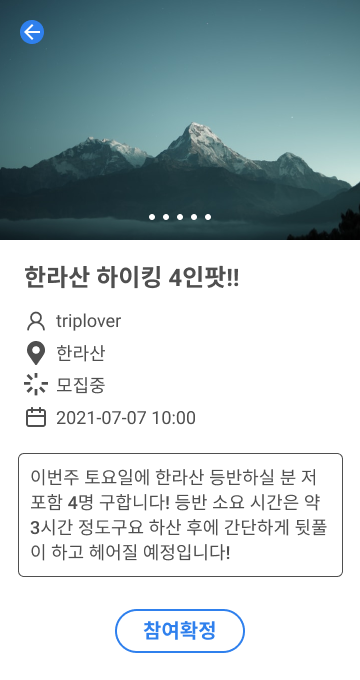 한라산 하이킹 4인팟!!
triplover
한라산
모집중
2021-07-07 10:00
이번주 토요일에 한라산 등반하실 분 저
포함 4명 구합니다! 등반 소요 시간은 약
3시간 정도구요 하산 후에 간단하게 뒷풀
이 하고 헤어질 예정입니다!
참여확정